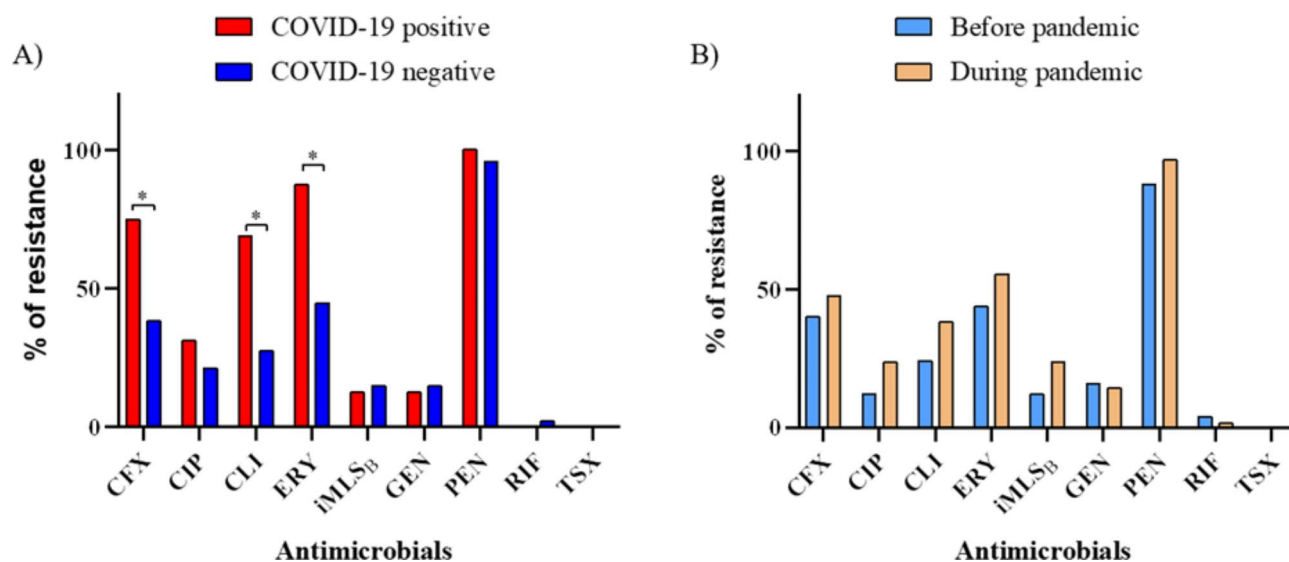 A)
COVID-19 positive
COVID-19 negative
% of resistance
100
50
0
*
*
*
CFX
CIP
CLI
ERY
iMLSB
GEN
PEN
RIF
TSX
Antimicrobials
B)
Before pandemic
During pandemic
% of resistance
100
50
0
CFX
CIP
CLI
ERY
iMLSB
GEN
PEN
RIF
TSX
Antimicrobials